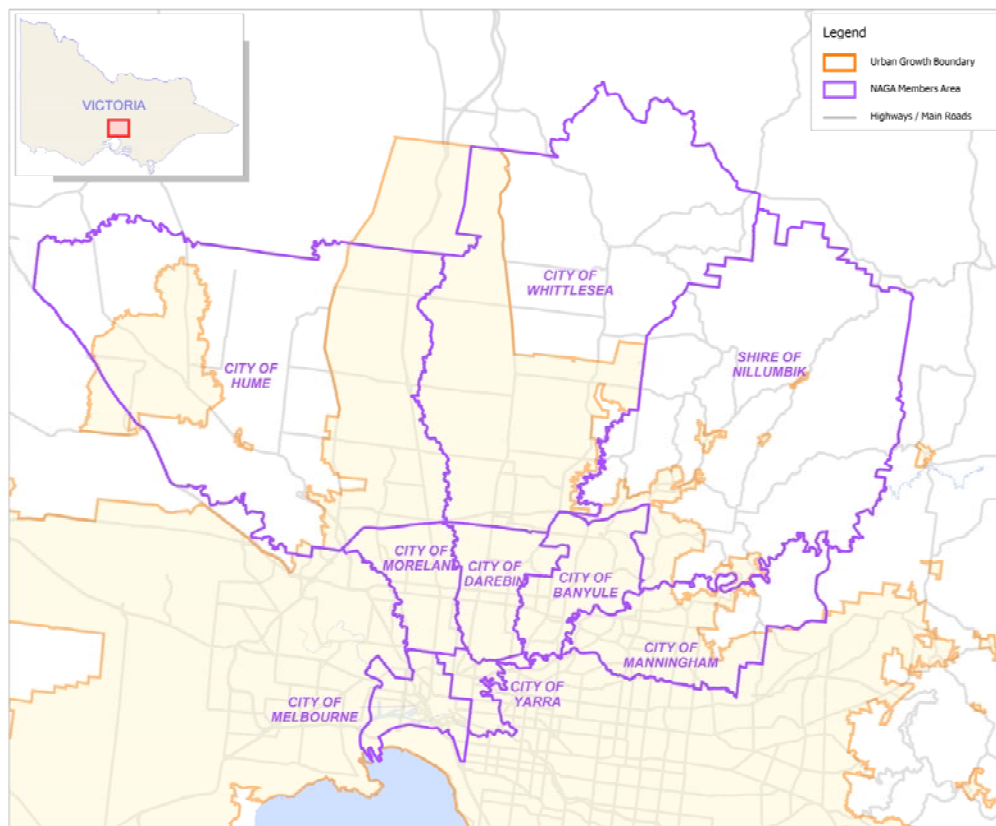 VICTORIA
Legend
Urban Growth Boundary
NAGA Members Area
Highways / Main Roads
CITY OF
WHITTLESEA
SHIRE OF
NILLUMBIK
CITY OF
HUME
CITY OF
MORELAND
CITY OF
DAREBIN
CITY OF
BANYULE
CITY OF
MANNINGHAM
CITY OF
YARRA
CITY OF
MELBOURNE